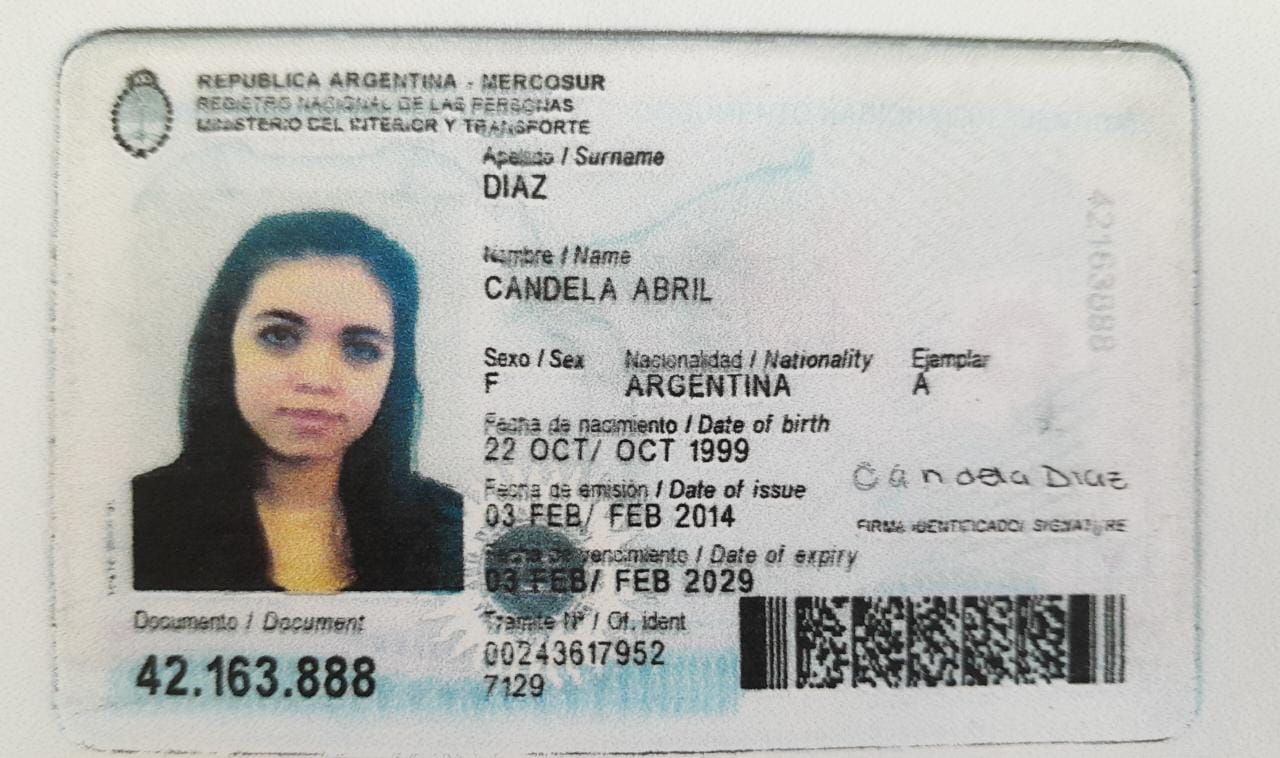 REPUBLICA ARGENTINA - MERCOSUR
REGISTRO NACIONAL DE LAS PERSONAS
MINISTERIO DEL INTERIOR Y TRANSPORTE
Apellido / Surname
DIAZ
Nombre / Name
CANDELA ABRIL
Sexo / Sex Nacionalidad / Nationality Ejemplar
F ARGENTINA A
Fecha de nacimiento / Date of birth
22 OCT/ OCT 1999
Fecha de emisión / Date of issue
03 FEB/ FEB 2014
Candela Diaz
FIRMA IDENTIFICADO/ SIGNATURE
Fecha de vencimiento / Date of expiry
03 FEB/ FEB 2029
Documento / Document
42.163.888
Tramite Nº / Of. ident
00243617952
7129
42163888